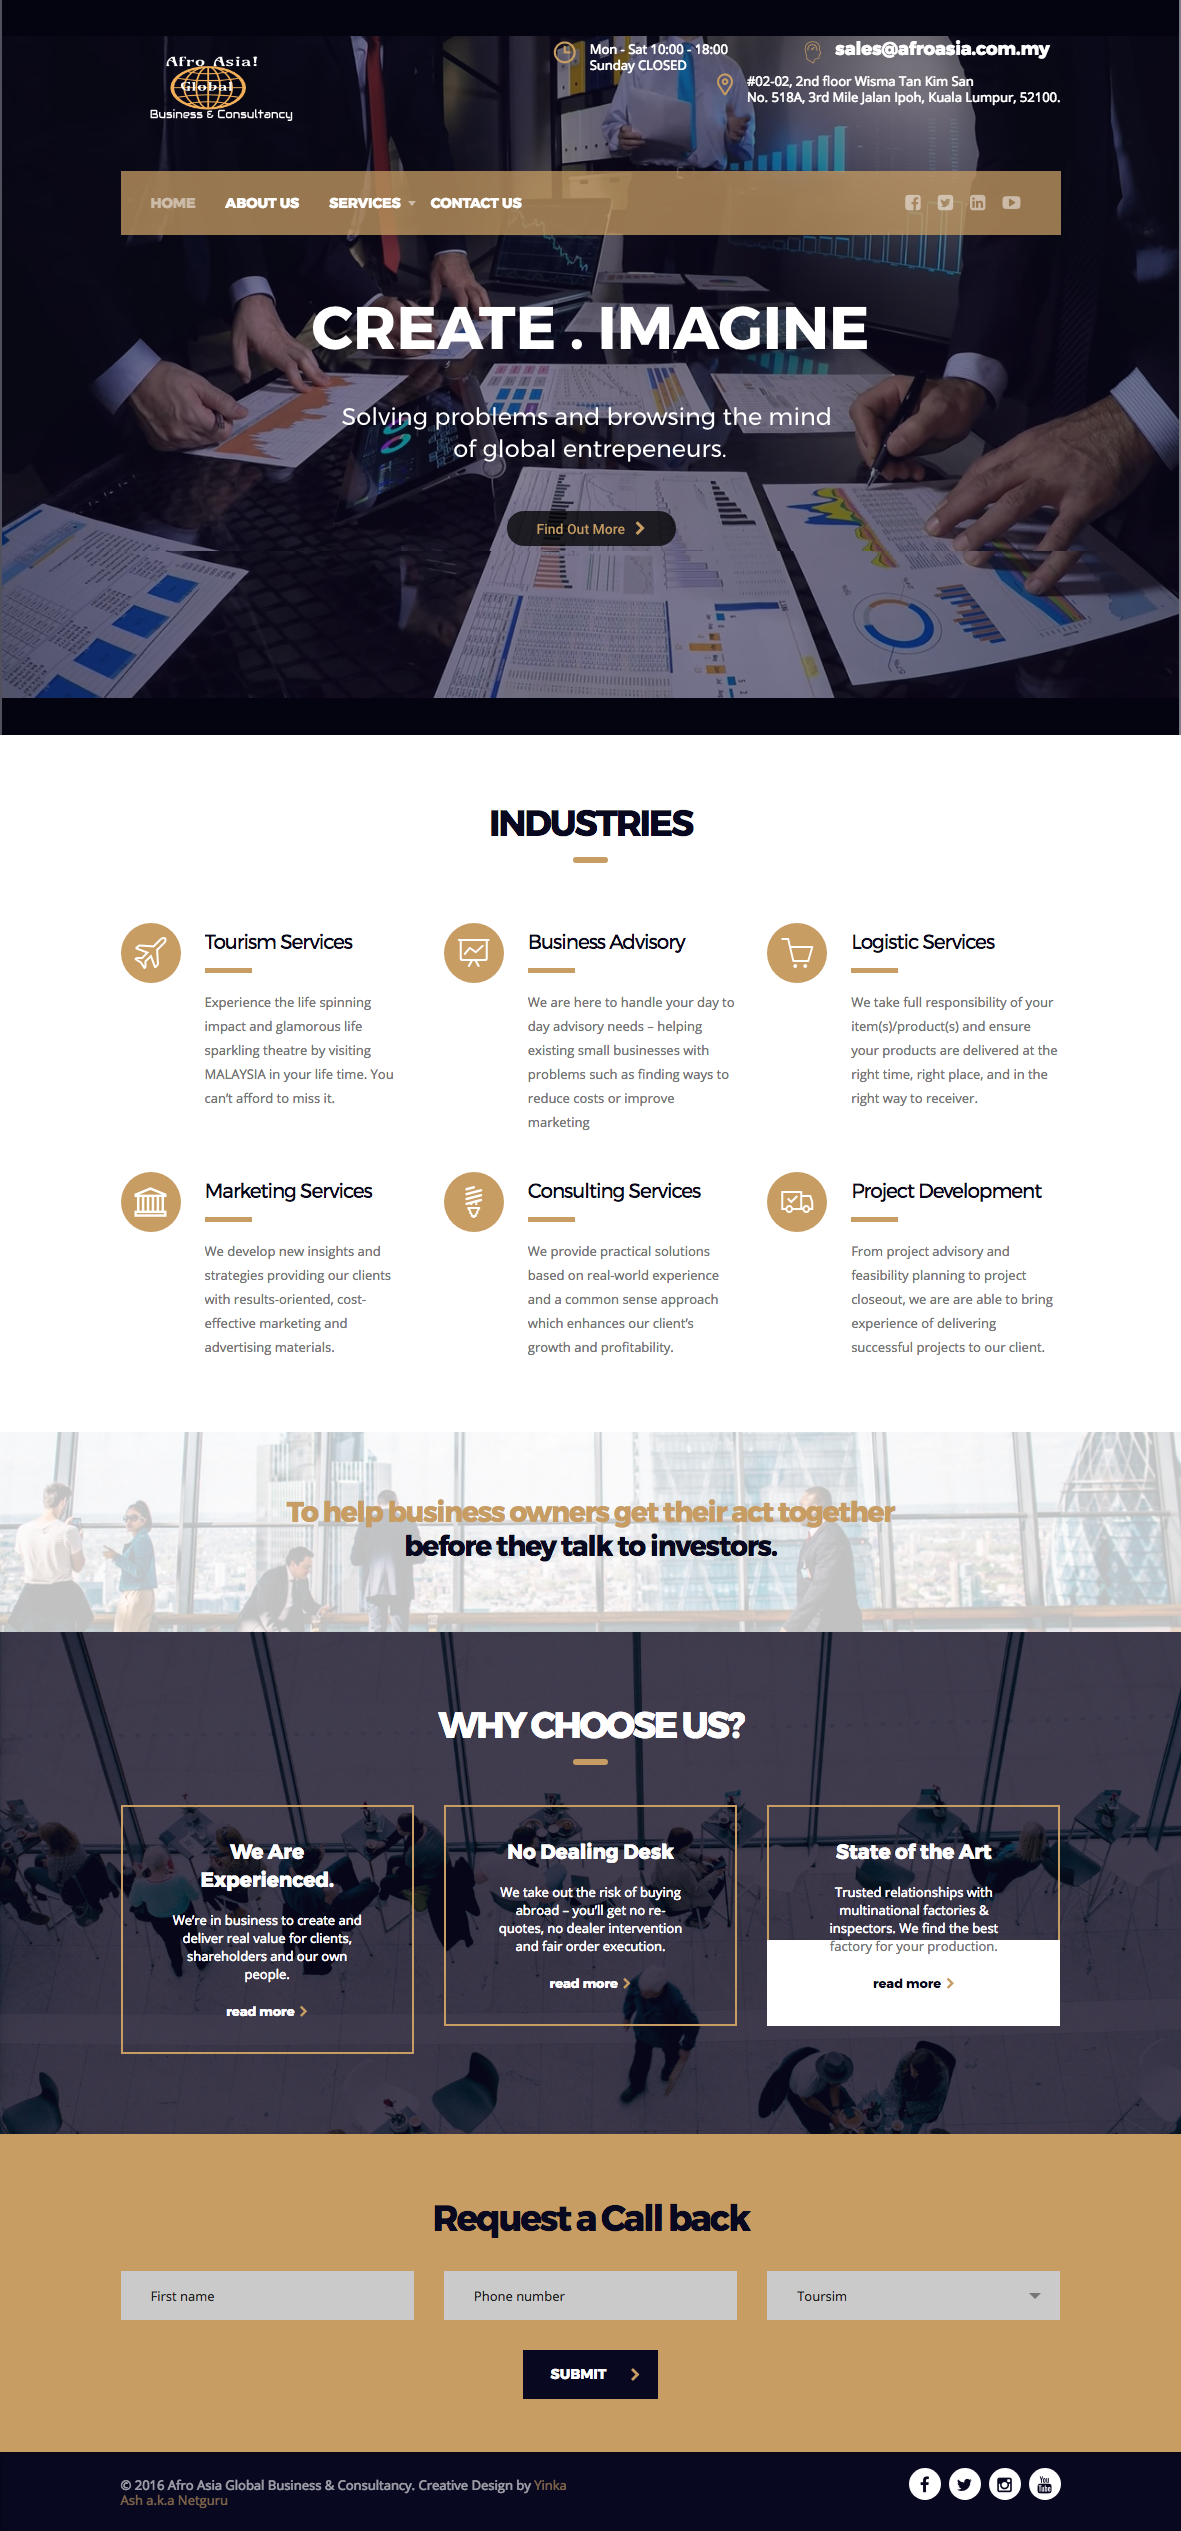 Afro Asia!
Global
Business & Consultancy
Mon - Sat 10:00 - 18:00
Sunday CLOSED
sales@afroasia.com.my
#02-02, 2nd floor Wisma Tan Kim San
No. 518A, 3rd Mile Jalan Ipoh, Kuala Lumpur, 52100.
HOME ABOUT US SERVICES CONTACT US
CREATE . IMAGINE
Solving problems and browsing the mind
of global entrepeneurs.
Find Out More
INDUSTRIES
Tourism Services
Experience the life spinning
impact and glamorous life
sparkling theatre by visiting
MALAYSIA in your life time. You
can't afford to miss it.
Business Advisory
We are here to handle your day to
day advisory needs – helping
existing small businesses with
problems such as finding ways to
reduce costs or improve
marketing
Logistic Services
We take full responsibility of your
item(s)/product(s) and ensure
your products are delivered at the
right time, right place, and in the
right way to receiver.
Marketing Services
We develop new insights and
strategies providing our clients
with results-oriented, cost-
effective marketing and
advertising materials.
Consulting Services
We provide practical solutions
based on real-world experience
and a common sense approach
which enhances our client's
growth and profitability.
Project Development
From project advisory and
feasibility planning to project
closeout, we are are able to bring
experience of delivering
successful projects to our client.
To help business owners get their act together
before they talk to investors.
WHY CHOOSE US?
We Are
Experienced.
We're in business to create and
deliver real value for clients,
shareholders and our own
people.
read more
No Dealing Desk
We take out the risk of buying
abroad – you'll get no re-
quotes, no dealer intervention
and fair order execution.
read more
State of the Art
Trusted relationships with
multinational factories &
inspectors. We find the best
factory for your production.
read more
Request a Call back
First name
Phone number
Toursim
SUBMIT
© 2016 Afro Asia Global Business & Consultancy. Creative Design by Yinka
Ash a.k.a Netguru
You
Tube